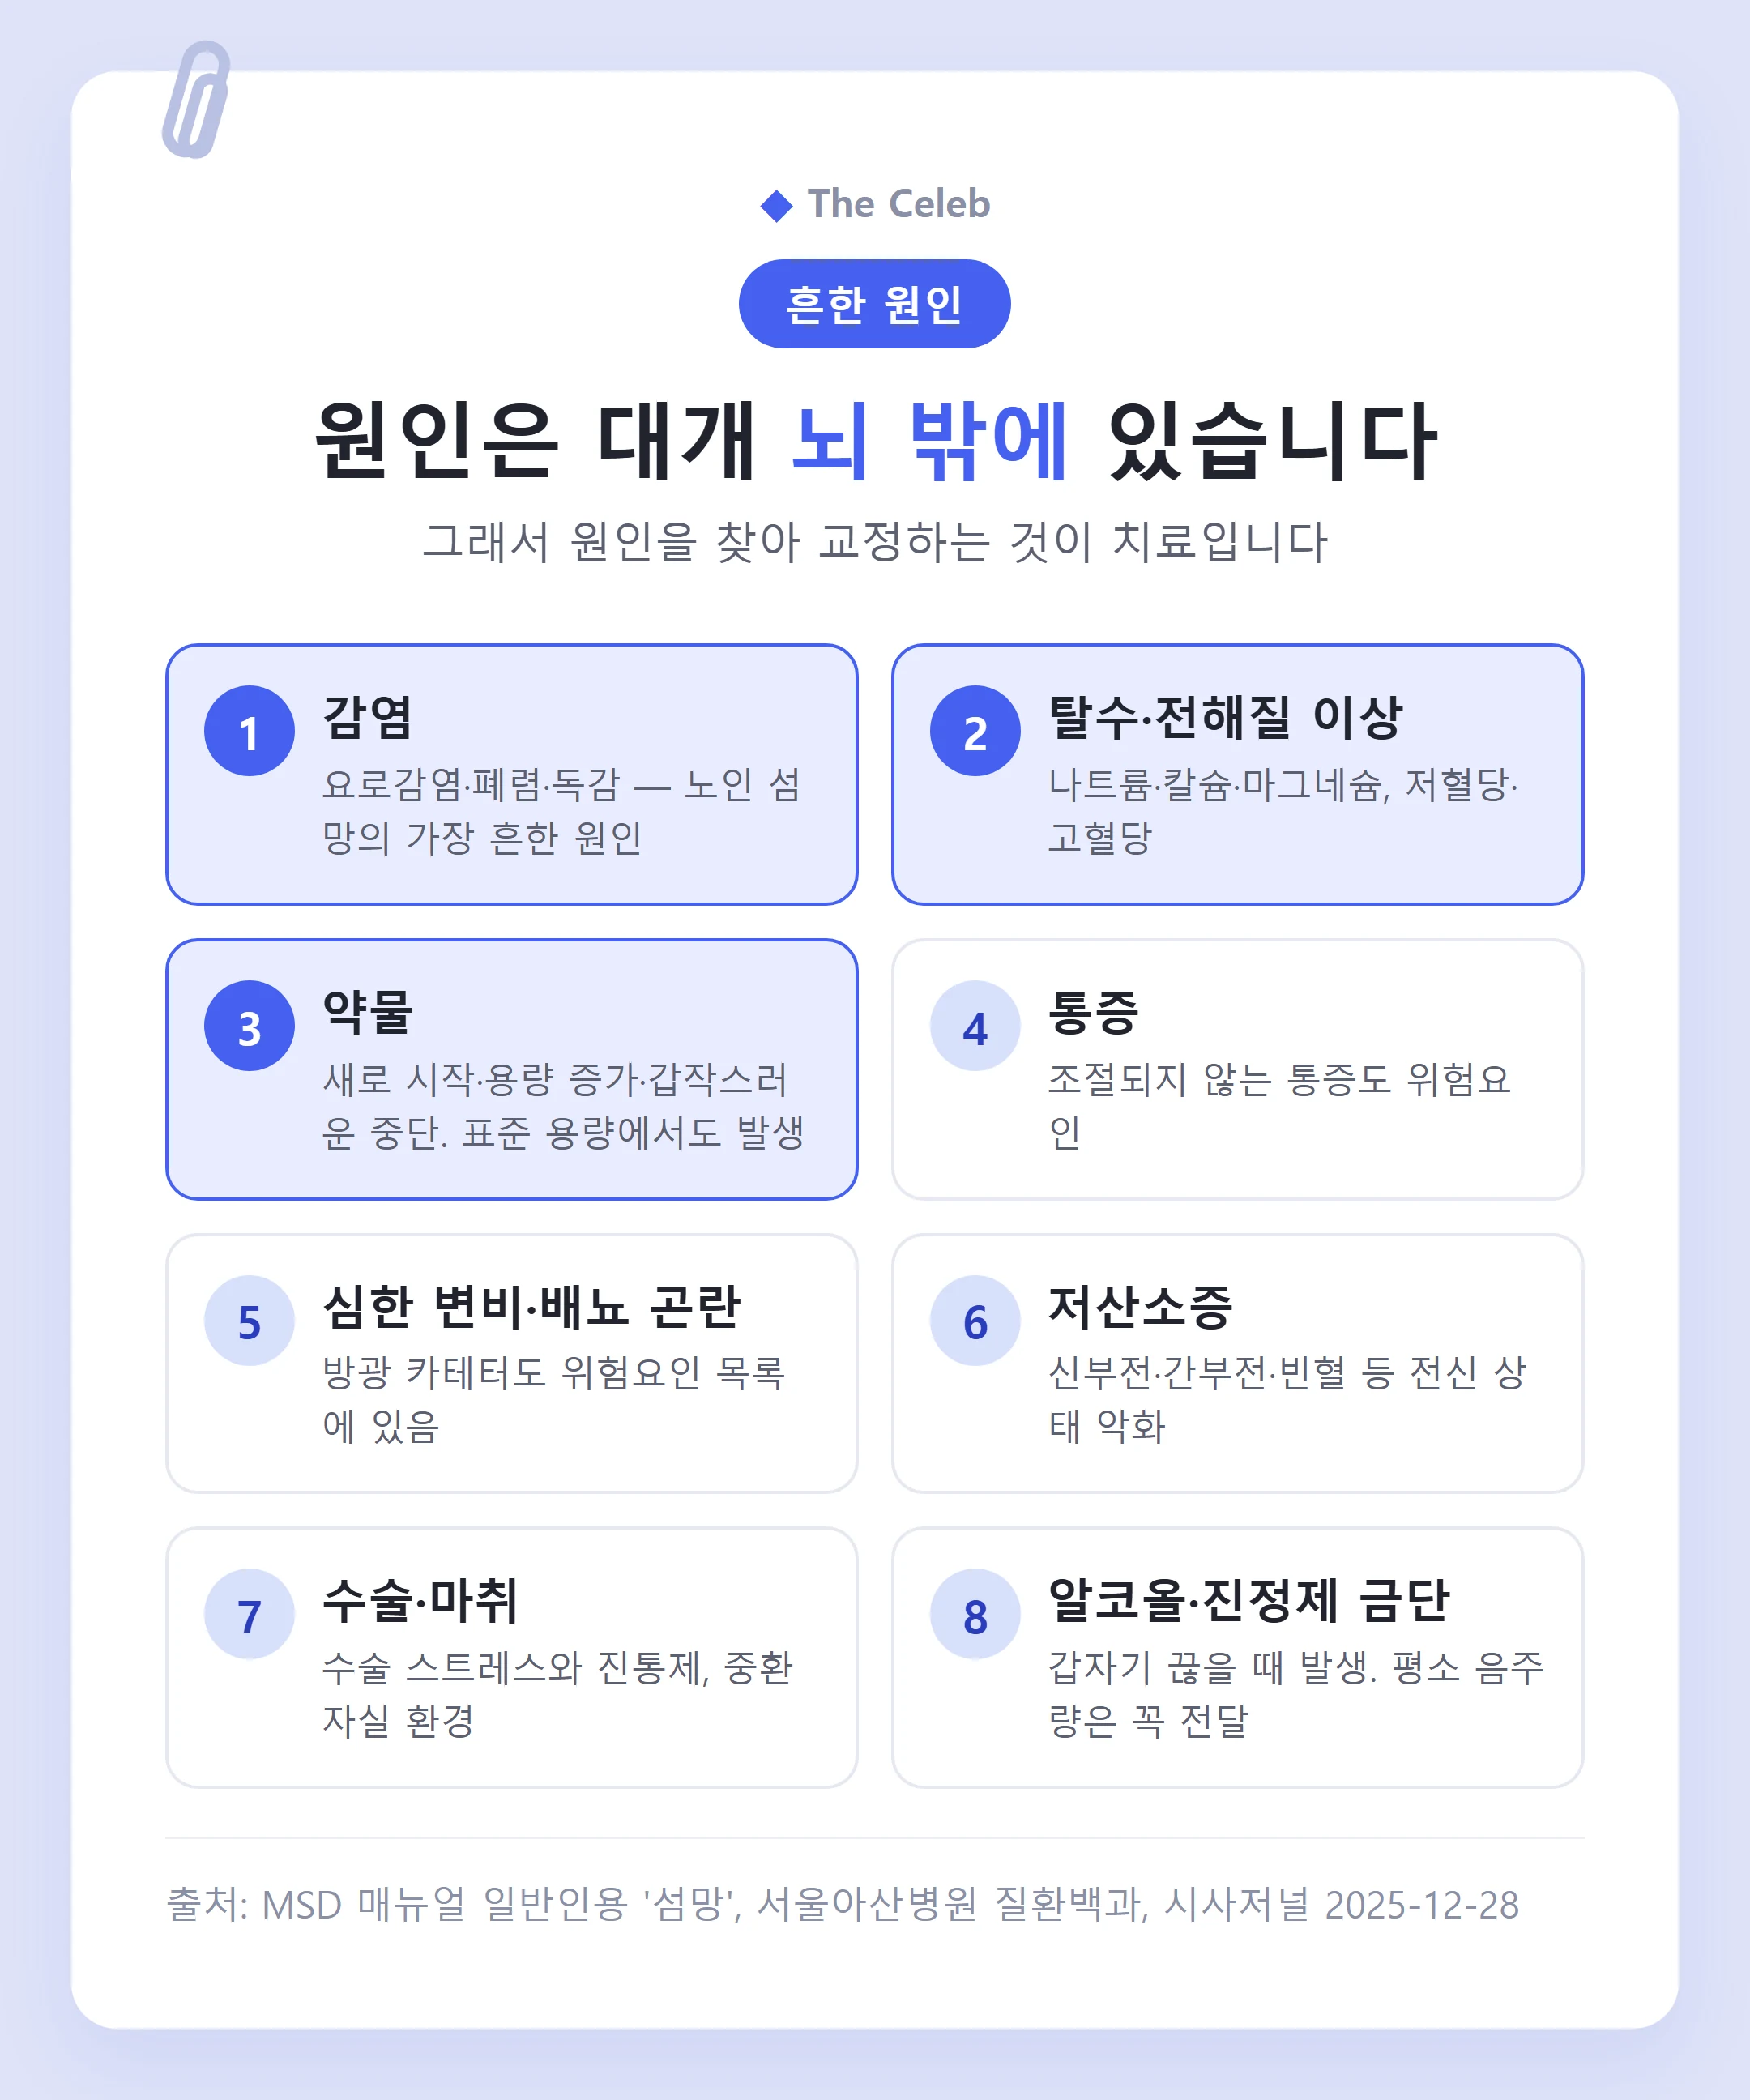 The Celeb
흔한 원인
원인은 대개 뇌 밖에 있습니다
그래서 원인을 찾아 교정하는 것이 치료입니다
1
감염
요로감염·폐렴·독감 — 노인 섬
망의 가장 흔한 원인
2
탈수·전해질 이상
나트륨·칼슘·마그네슘, 저혈당·
고혈당
3
약물
새로 시작·용량 증가·갑작스러
운 중단. 표준 용량에서도 발생
4
통증
조절되지 않는 통증도 위험요
인
5
심한 변비·배뇨 곤란
방광 카테터도 위험요인 목록
에 있음
6
저산소증
신부전·간부전·빈혈 등 전신 상
태 악화
7
수술·마취
수술 스트레스와 진통제, 중환
자실 환경
8
알코올·진정제 금단
갑자기 끊을 때 발생. 평소 음주
량은 꼭 전달
출처: MSD 매뉴얼 일반인용 '섬망', 서울아산병원 질환백과, 시사저널 2025-12-28